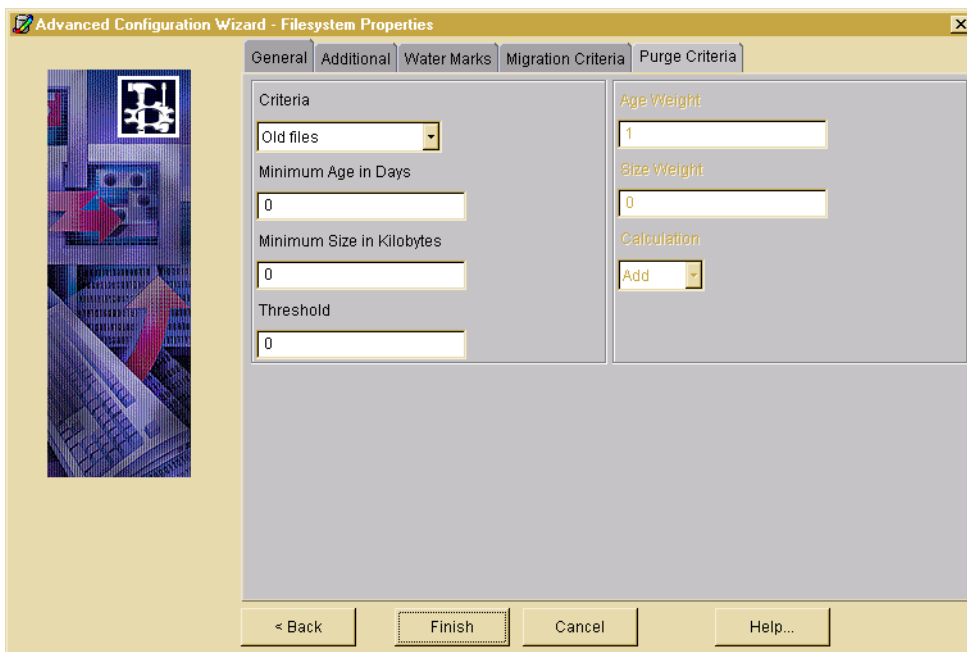 Advanced Configuration Wizard - Filesystem Properties
General Additional Water Marks Migration Criteria Purge Criteria
Criteria
Old files
Minimum Age in Days
0
Minimum Size in Kilobytes
0
Threshold
0
Age Weight
1
Size Weight
0
Calculation
Add
< Back Finish Cancel Help...